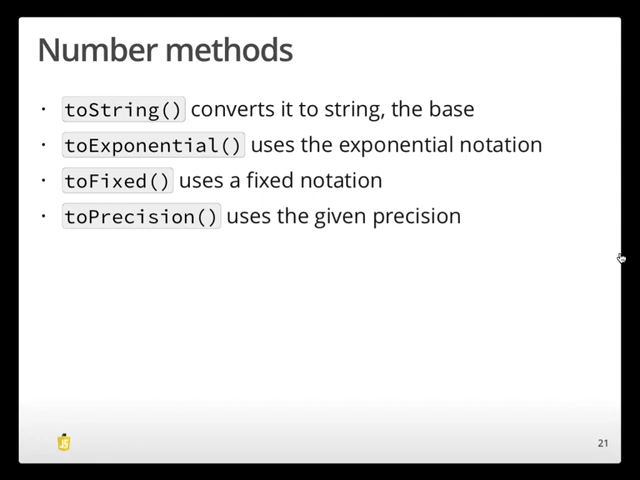 Number methods
• toString() converts it to string, the base
• toExponential() uses the exponential notation
• toFixed() uses a fixed notation
• toPrecision() uses the given precision
JS
21